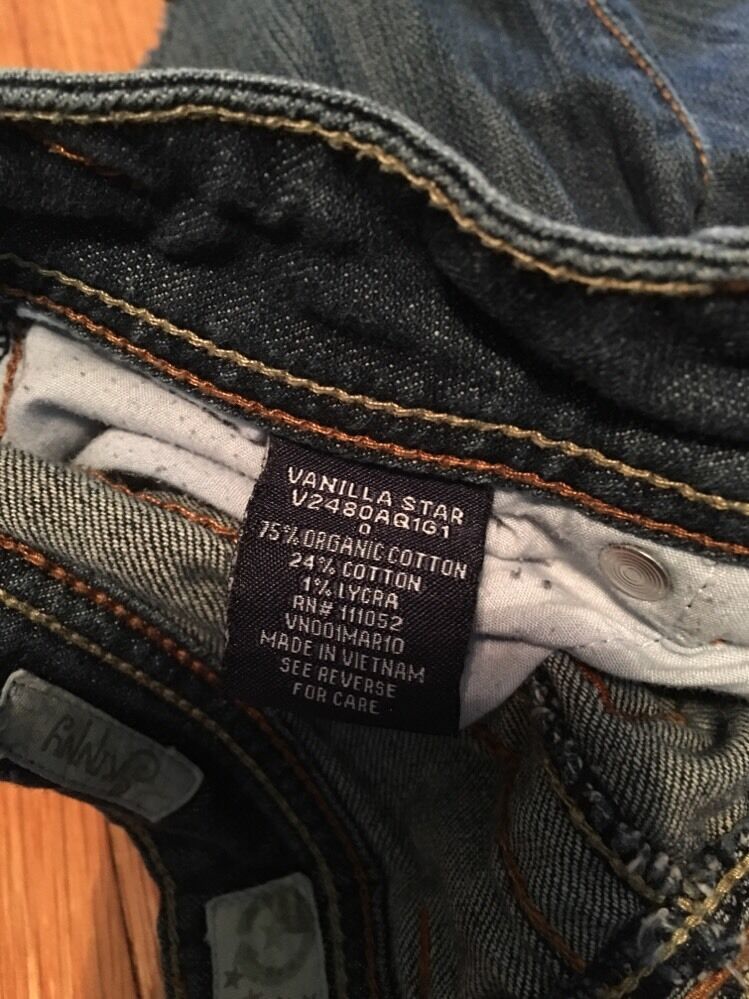 VANILLA STAR
V2480AQ1G1
0
75% ORGANIC COTTON
24% COTTON
1% LYCRA
RN# 111052
VN001MAR10
MADE IN VIETNAM
SEE REVERSE
FOR CARE